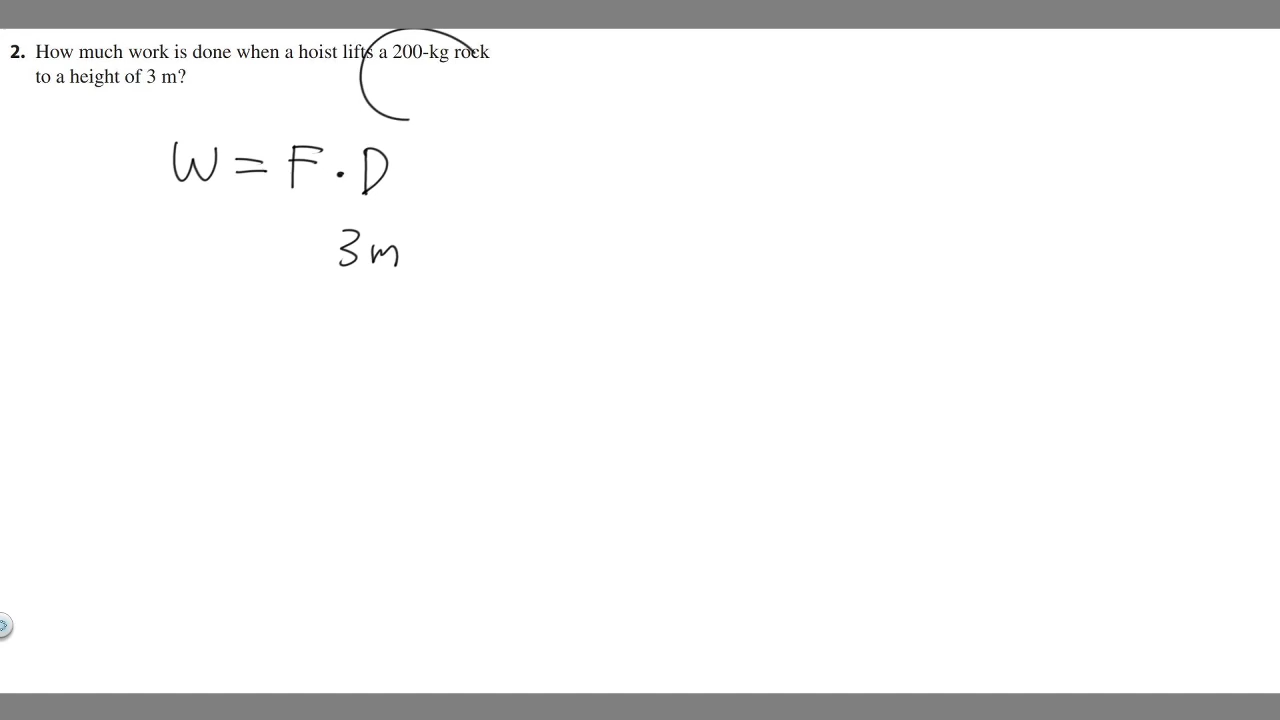 2. How much work is done when a hoist lifts a 200-kg rock
to a height of 3 m?
W = F · D
3 m